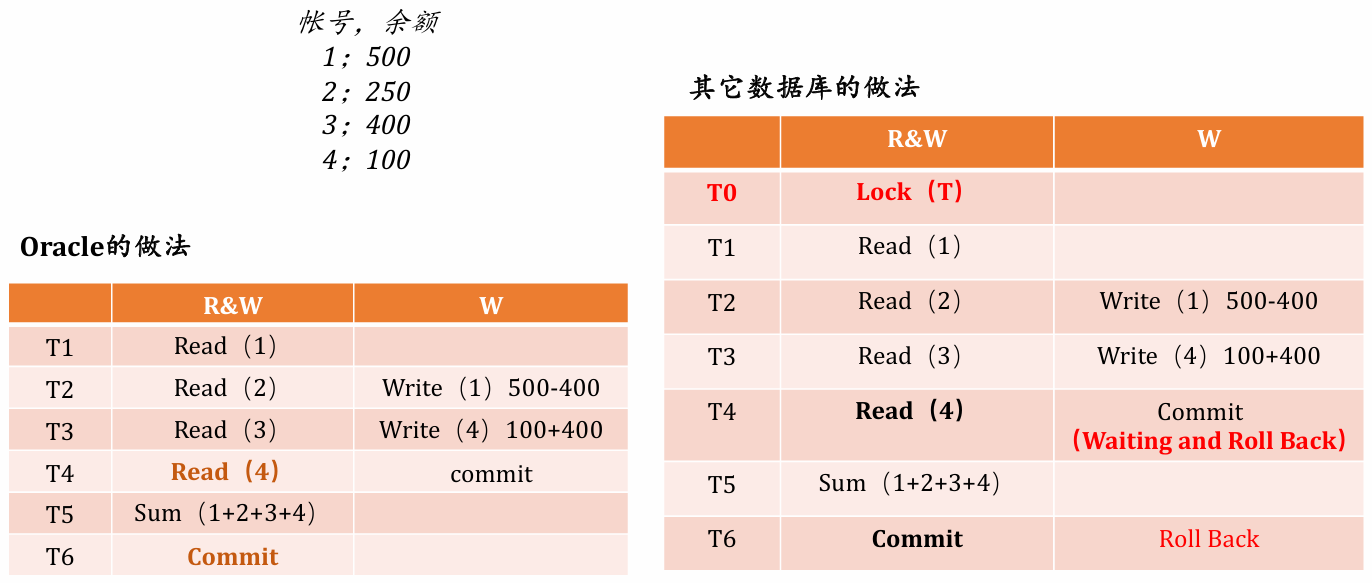 帐号，余额
1；500
2；250
3；400
4；100
Oracle的做法
R&W W
T1 Read（1）
T2 Read（2） Write（1）500-400
T3 Read（3） Write（4）100+400
T4 Read（4） commit
T5 Sum（1+2+3+4）
T6 Commit
其它数据库的做法
R&W W
T0 Lock（T）
T1 Read（1）
T2 Read（2） Write（1）500-400
T3 Read（3） Write（4）100+400
T4 Read（4） Commit
（Waiting and Roll Back）
T5 Sum（1+2+3+4）
T6 Commit Roll Back